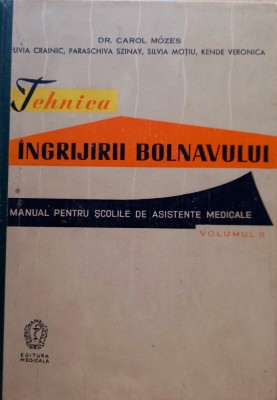 DR. CAROL MÓZES
UVIA CRAINIC, PARASCHIVA SZINAY, SILVIA MOȚIU, KENDE VERONICA
Tehnica
ÎNGRIJIRII BOLNAVULUI
MANUAL PENTRU ȘCOLILE DE ASISTENTE MEDICALE
VOLUMUL II
EDITURA
MEDICALĂ